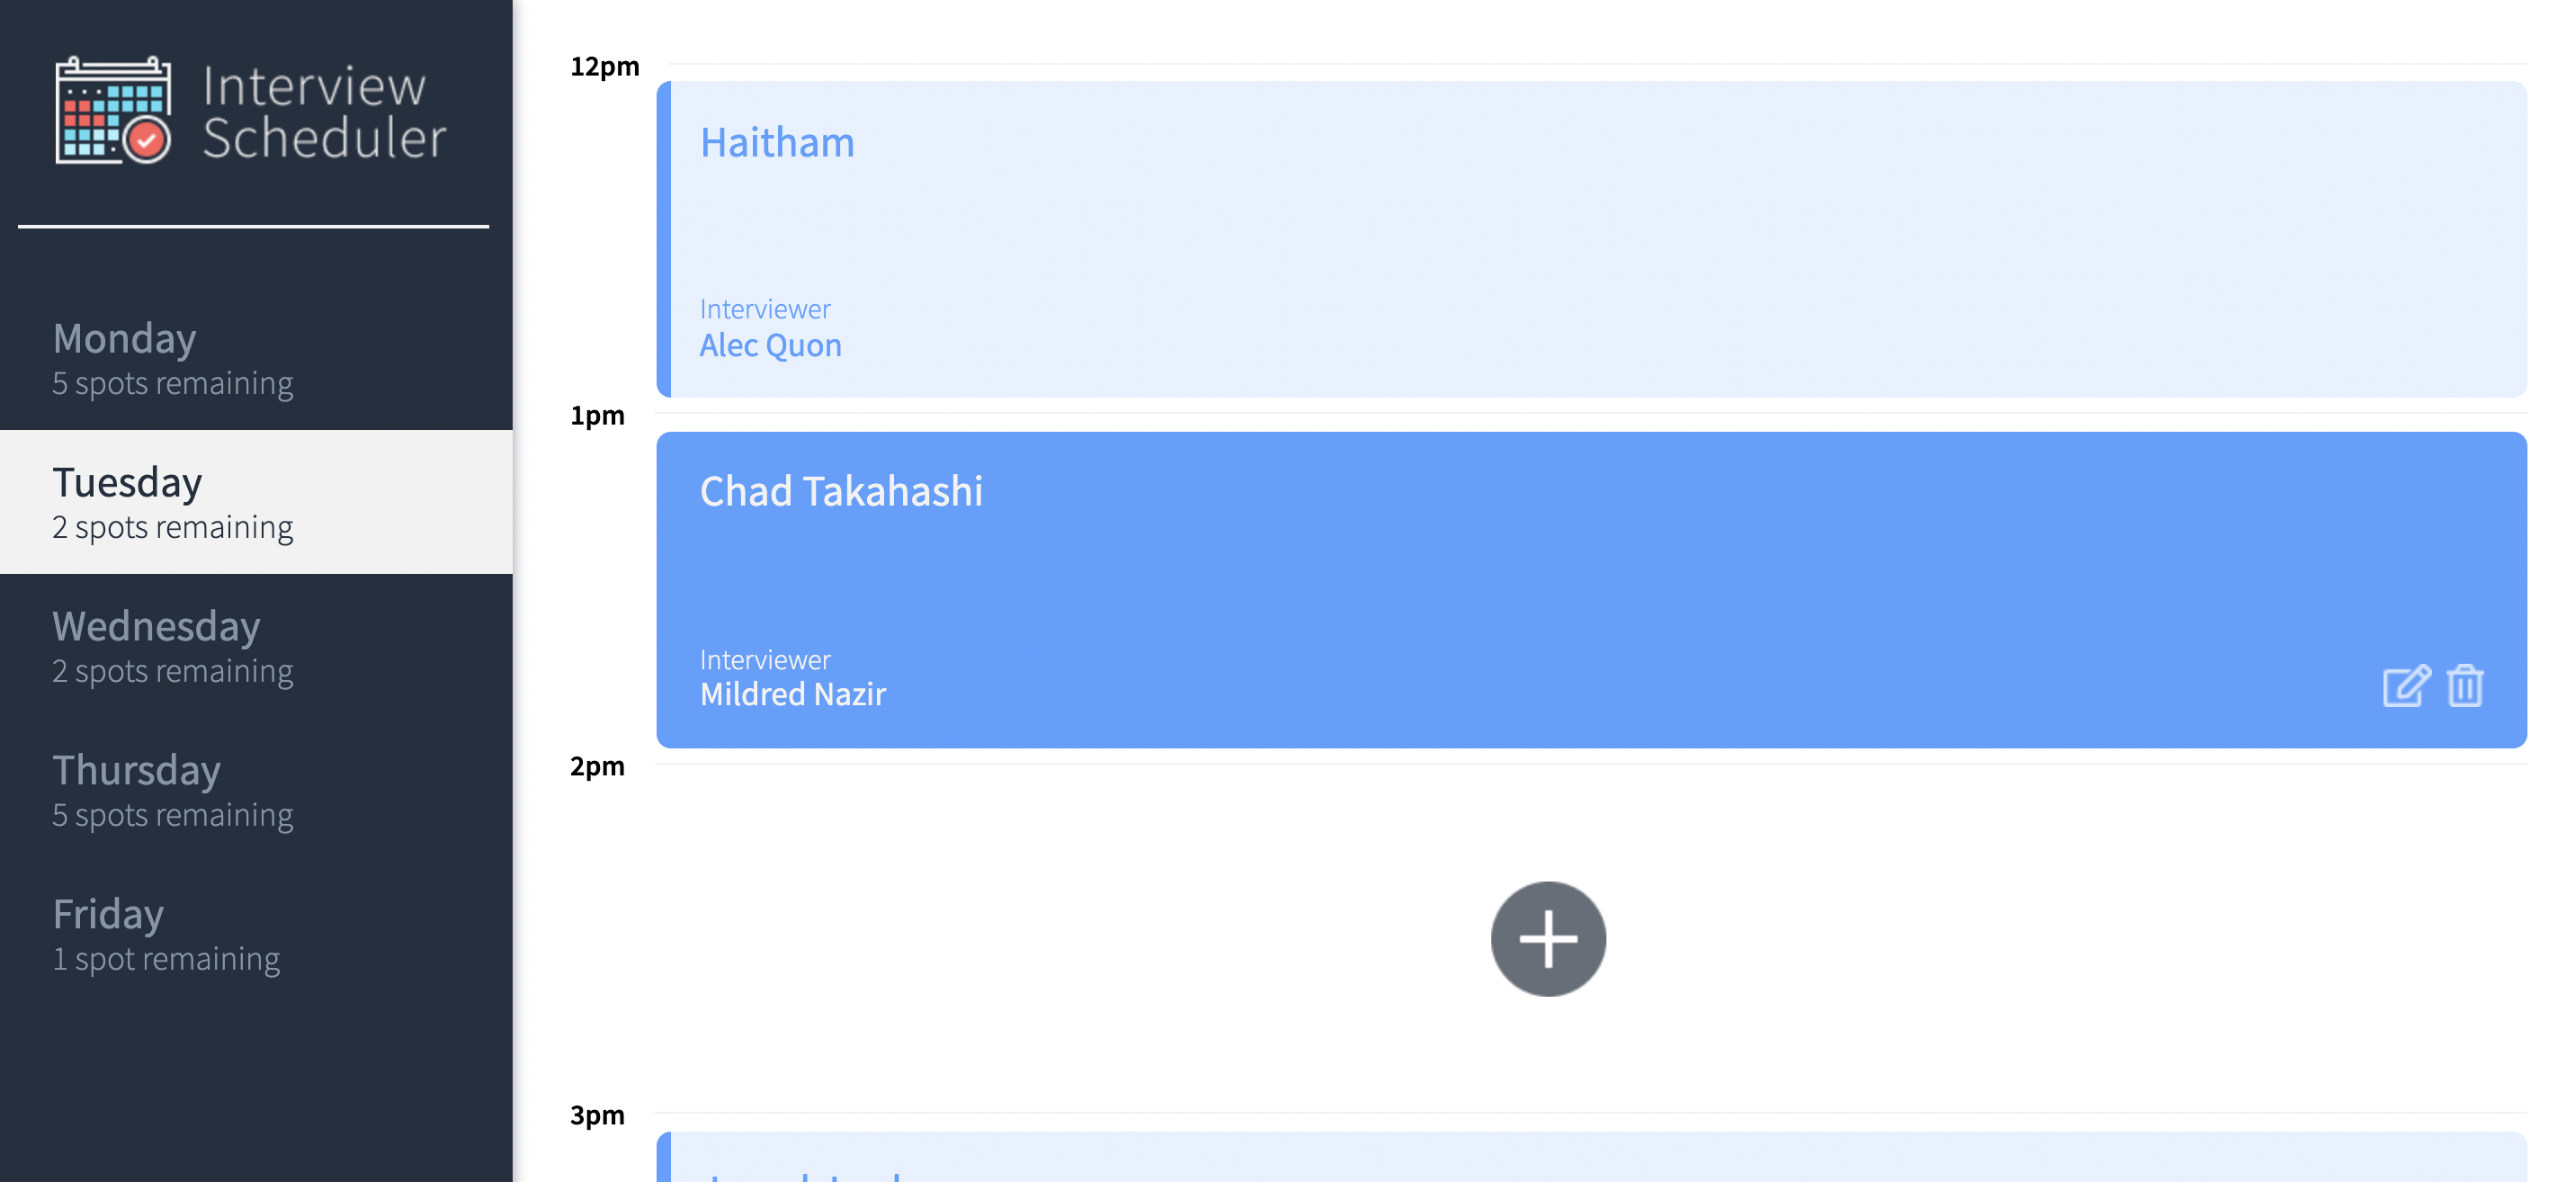 Interview
Scheduler
Monday
5 spots remaining
Tuesday
2 spots remaining
Wednesday
2 spots remaining
Thursday
5 spots remaining
Friday
1 spot remaining
12pm
Haitham
Interviewer
Alec Quon
1pm
Chad Takahashi
Interviewer
Mildred Nazir
2pm
3pm